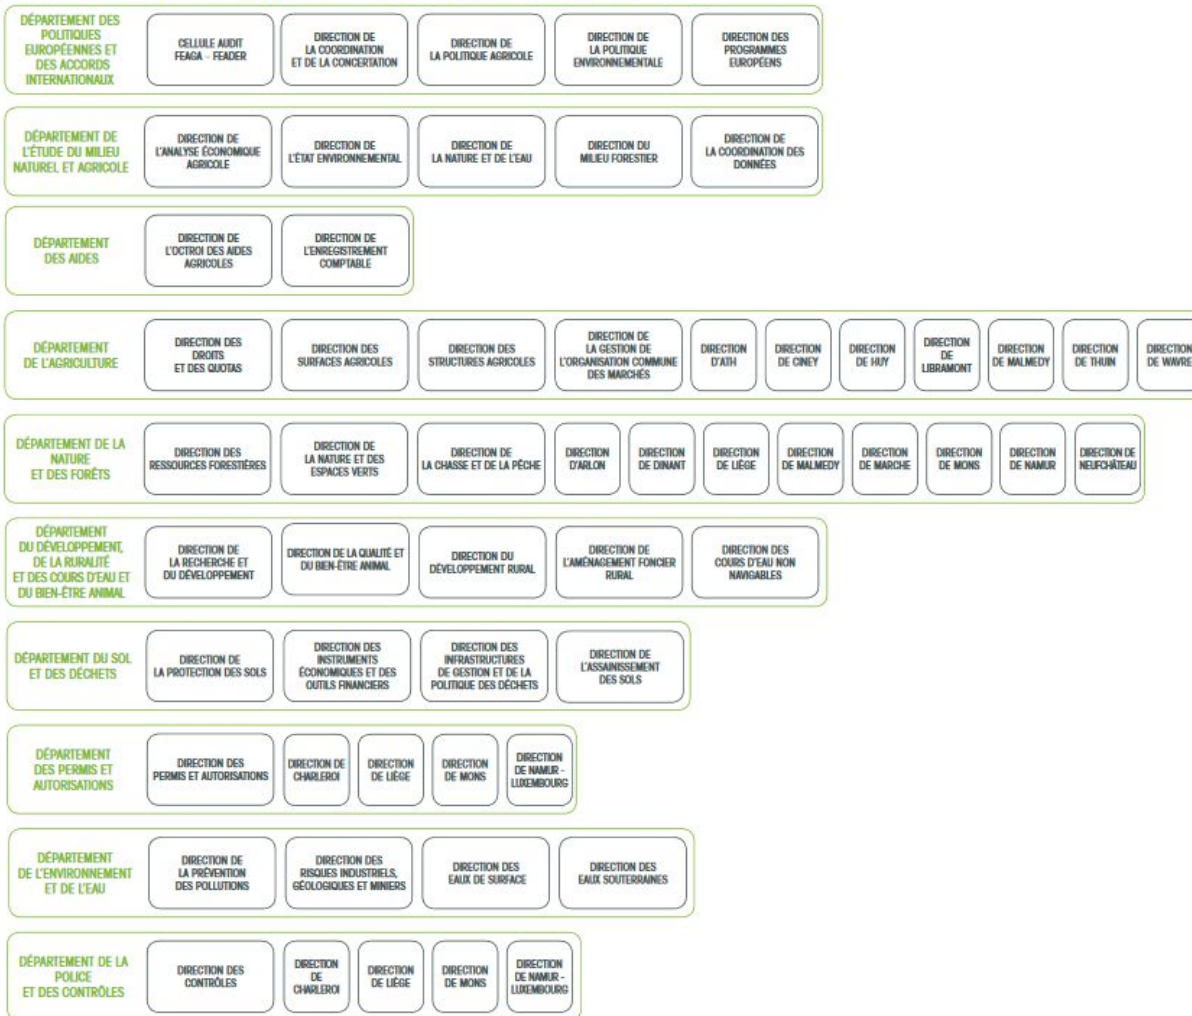 DÉPARTEMENT DES
POLITIQUES
EUROPÉENNES ET
DES ACCORDS
INTERNATIONAUX
CELLULE AUDIT
FEAGA – FEADER
DIRECTION DE
LA COORDINATION
ET DE LA CONCERTATION
DIRECTION DE
LA POLITIQUE AGRICOLE
DIRECTION DE
LA POLITIQUE
ENVIRONNEMENTALE
DIRECTION DES
PROGRAMMES
EUROPÉENS
DÉPARTEMENT DE
L'ÉTUDE DU MILIEU
NATUREL ET AGRICOLE
DIRECTION DE
L'ANALYSE ÉCONOMIQUE
AGRICOLE
DIRECTION DE
L'ÉTAT ENVIRONNEMENTAL
DIRECTION DE
LA NATURE ET DE L'EAU
DIRECTION DU
MILIEU FORESTIER
DIRECTION DE
LA COORDINATION DES
DONNÉES
DÉPARTEMENT
DES AIDES
DIRECTION DE
L'OCTROI DES AIDES
AGRICOLES
DIRECTION DE
L'ENREGISTREMENT
COMPTABLE
DÉPARTEMENT
DE L'AGRICULTURE
DIRECTION DES
DROITS
ET DES QUOTAS
DIRECTION DES
SURFACES AGRICOLES
DIRECTION DES
STRUCTURES AGRICOLES
DIRECTION DE
LA GESTION DE
L'ORGANISATION COMMUNE
DES MARCHÉS
DIRECTION
D'ATH
DIRECTION
DE CINEY
DIRECTION
DE HUY
DIRECTION
DE
LIBRAMONT
DIRECTION
DE MALMEDY
DIRECTION
DE THUIN
DIRECTION
DE WAVRE
DÉPARTEMENT DE LA
NATURE
ET DES FORÊTS
DIRECTION DES
RESSOURCES FORESTIÈRES
DIRECTION DE
LA NATURE ET DES
ESPACES VERTS
DIRECTION DE
LA CHASSE ET DE LA PÊCHE
DIRECTION
D'ARLON
DIRECTION
DE DINANT
DIRECTION
DE LIÈGE
DIRECTION
DE MALMEDY
DIRECTION
DE MARCHE
DIRECTION
DE MONS
DIRECTION
DE NAMUR
DIRECTION DE
NEUFCHÂTEAU
DÉPARTEMENT
DU DÉVELOPPEMENT,
DE LA RURALITÉ
ET DES COURS D'EAU ET
DU BIEN-ÊTRE ANIMAL
DIRECTION DE
LA RECHERCHE ET
DU DÉVELOPPEMENT
DIRECTION DE LA QUALITÉ ET
DU BIEN-ÊTRE ANIMAL
DIRECTION DU
DÉVELOPPEMENT RURAL
DIRECTION DE
L'AMÉNAGEMENT FONCIER
RURAL
DIRECTION DES
COURS D'EAU NON
NAVIGABLES
DÉPARTEMENT DU SOL
ET DES DÉCHETS
DIRECTION DE
LA PROTECTION DES SOLS
DIRECTION DES
INSTRUMENTS
ÉCONOMIQUES ET DES
OUTILS FINANCIERS
DIRECTION DES
INFRASTRUCTURES
DE GESTION ET DE LA
POLITIQUE DES DÉCHETS
DIRECTION DE
L'ASSAINISSEMENT
DES SOLS
DÉPARTEMENT
DES PERMIS ET
AUTORISATIONS
DIRECTION DES
PERMIS ET AUTORISATIONS
DIRECTION DE
CHARLEROI
DIRECTION
DE LIÈGE
DIRECTION
DE MONS
DIRECTION
DE NAMUR -
LUXEMBOURG
DÉPARTEMENT
DE L'ENVIRONNEMENT
ET DE L'EAU
DIRECTION DE
LA PRÉVENTION
DES POLLUTIONS
DIRECTION DES
RISQUES INDUSTRIELS,
GÉOLOGIQUES ET MINIERS
DIRECTION DES
EAUX DE SURFACE
DIRECTION DES
EAUX SOUTERRAINES
DÉPARTEMENT DE LA
POLICE
ET DES CONTRÔLES
DIRECTION DES
CONTRÔLES
DIRECTION
DE
CHARLEROI
DIRECTION
DE LIÈGE
DIRECTION
DE MONS
DIRECTION
DE NAMUR -
LUXEMBOURG